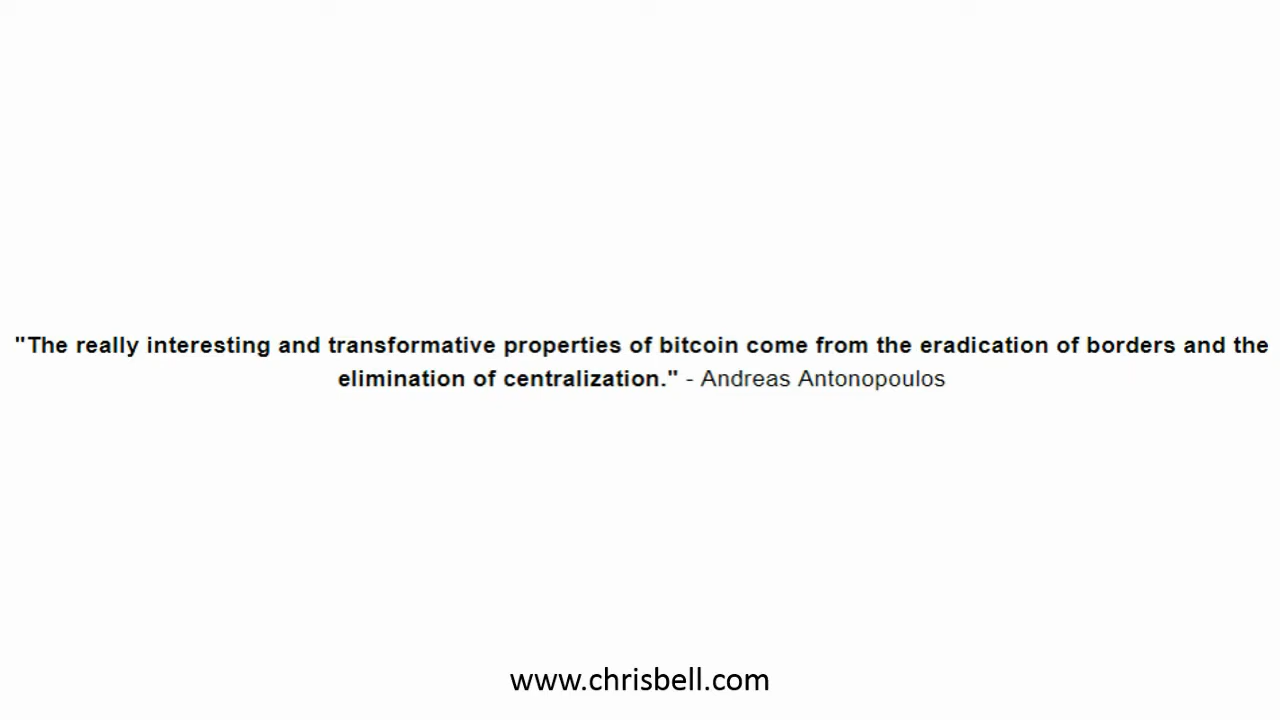 "The really interesting and transformative properties of bitcoin come from the eradication of borders and the
elimination of centralization." - Andreas Antonopoulos
www.chrisbell.com